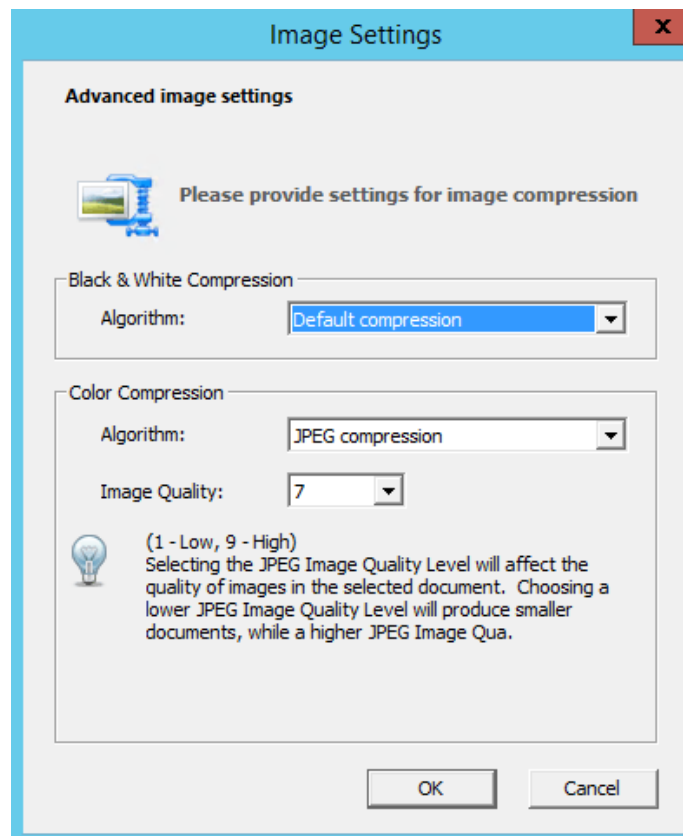 Image Settings
x
Advanced image settings
Please provide settings for image compression
Black & White Compression
Algorithm: Default compression
Color Compression
Algorithm: JPEG compression
Image Quality: 7
(1 - Low, 9 - High)
Selecting the JPEG Image Quality Level will affect the
quality of images in the selected document.  Choosing a
lower JPEG Image Quality Level will produce smaller
documents, while a higher JPEG Image Qua.
OK Cancel